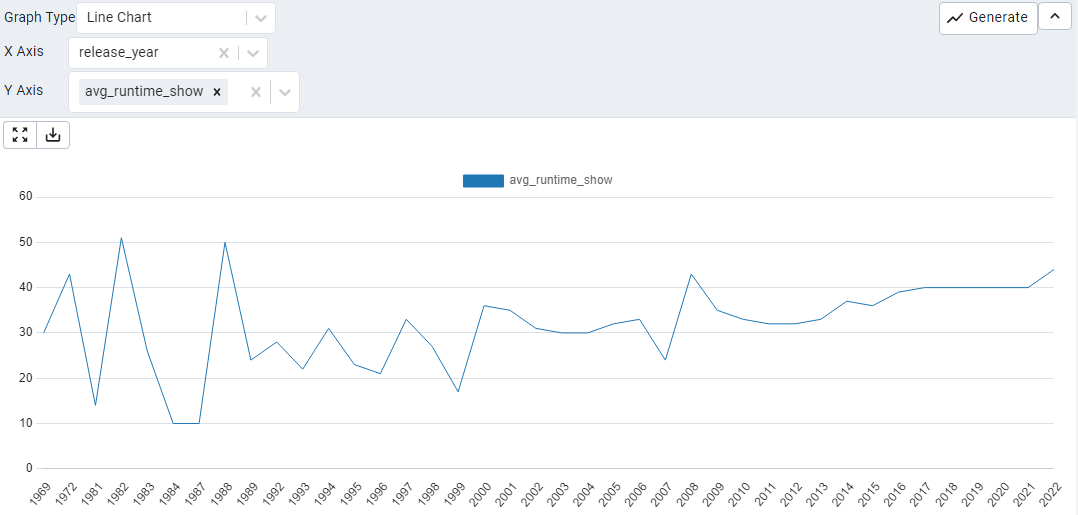 Graph Type Line Chart Generate
X Axis release_year
Y Axis avg_runtime_show
avg_runtime_show
60
50
40
30
20
10
0
1969 1972 1981 1982 1983 1984 1987 1988 1989 1992 1993 1994 1995 1996 1997 1998 1999 2000 2001 2002 2003 2004 2005 2006 2007 2008 2009 2010 2011 2012 2013 2014 2015 2016 2017 2018 2019 2020 2021 2022